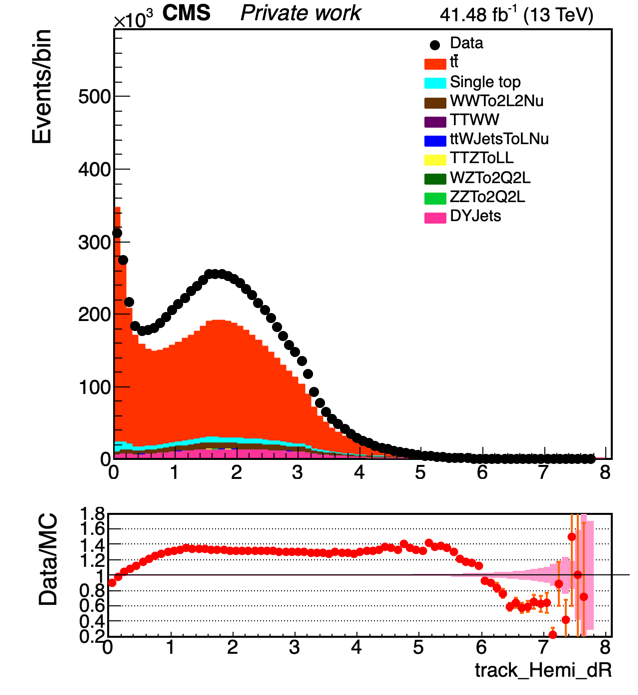 ×10³ CMS Private work 41.48 fb⁻¹ (13 TeV)
Events/bin
500
400
300
200
100
0
Data
tt̄
Single top
WWTo2L2Nu
TTWW
ttWJetsToLNu
TTZToLL
WZTo2Q2L
ZZTo2Q2L
DYJets
0 1 2 3 4 5 6 7 8
Data/MC
1.8
1.6
1.4
1.2
1
0.8
0.6
0.4
0.2
0 1 2 3 4 5 6 7 8
track_Hemi_dR